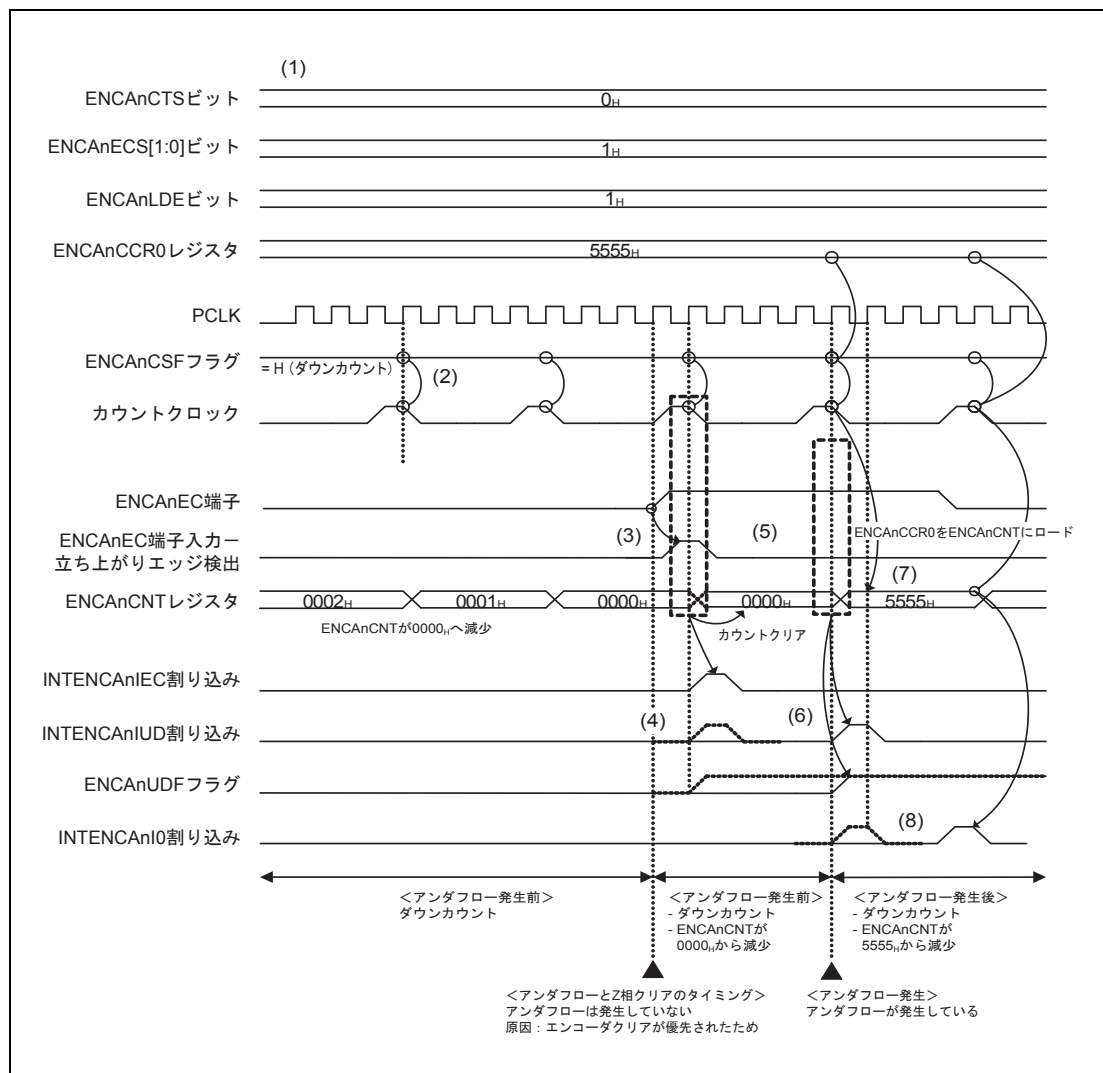 (1)
ENCAnCTSビット
0H
ENCAnECS[1:0]ビット
1H
ENCAnLDEビット
1H
ENCAnCCR0レジスタ
5555H
PCLK
ENCAnCSFフラグ
= H (ダウンカウント)
(2)
カウントクロック
ENCAnEC端子
ENCAnCCR0をENCAnCNTにロード
ENCAnEC端子入力ー
立ち上がりエッジ検出
(3)
(5)
(7)
ENCAnCNTレジスタ
0002H
0001H
0000H
0000H
5555H
ENCAnCNTが0000Hへ減少
カウントクリア
INTENCAnIEC割り込み
INTENCAnIUD割り込み
(4)
(6)
ENCAnUDFフラグ
INTENCAnI0割り込み
(8)
<アンダフロー発生前>
ダウンカウント
<アンダフロー発生前>
- ダウンカウント
- ENCAnCNTが
0000Hから減少
<アンダフロー発生後>
- ダウンカウント
- ENCAnCNTが
5555Hから減少
<アンダフローとZ相クリアのタイミング>
アンダフローは発生していない
原因:エンコーダクリアが優先されたため
<アンダフロー発生>
アンダフローが発生している